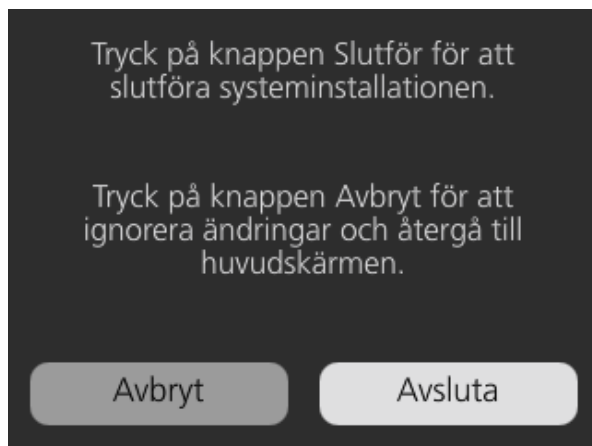 Tryck på knappen Slutför för att
slutföra systeminstallationen.
Tryck på knappen Avbryt för att
ignorera ändringar och återgå till
huvudskärmen.
Avbryt
Avsluta